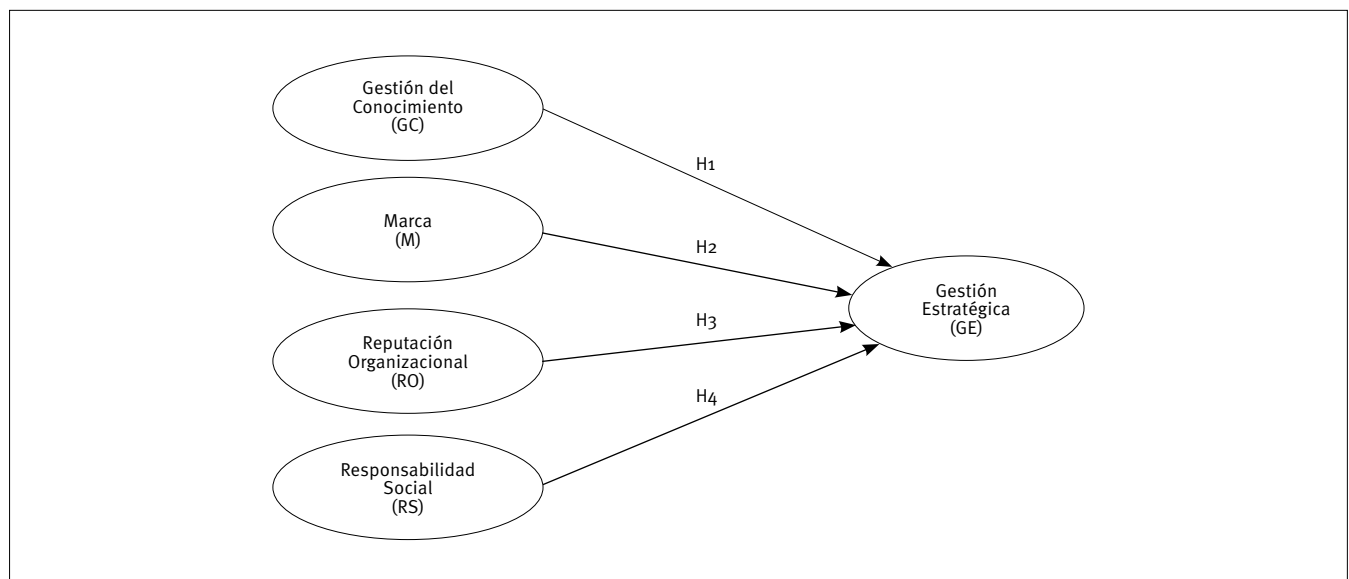 Gestión del
Conocimiento
(GC)
H1
Marca
(M)
H2
Gestión
Estratégica
(GE)
Reputación
Organizacional
(RO)
H3
H4
Responsabilidad
Social
(RS)